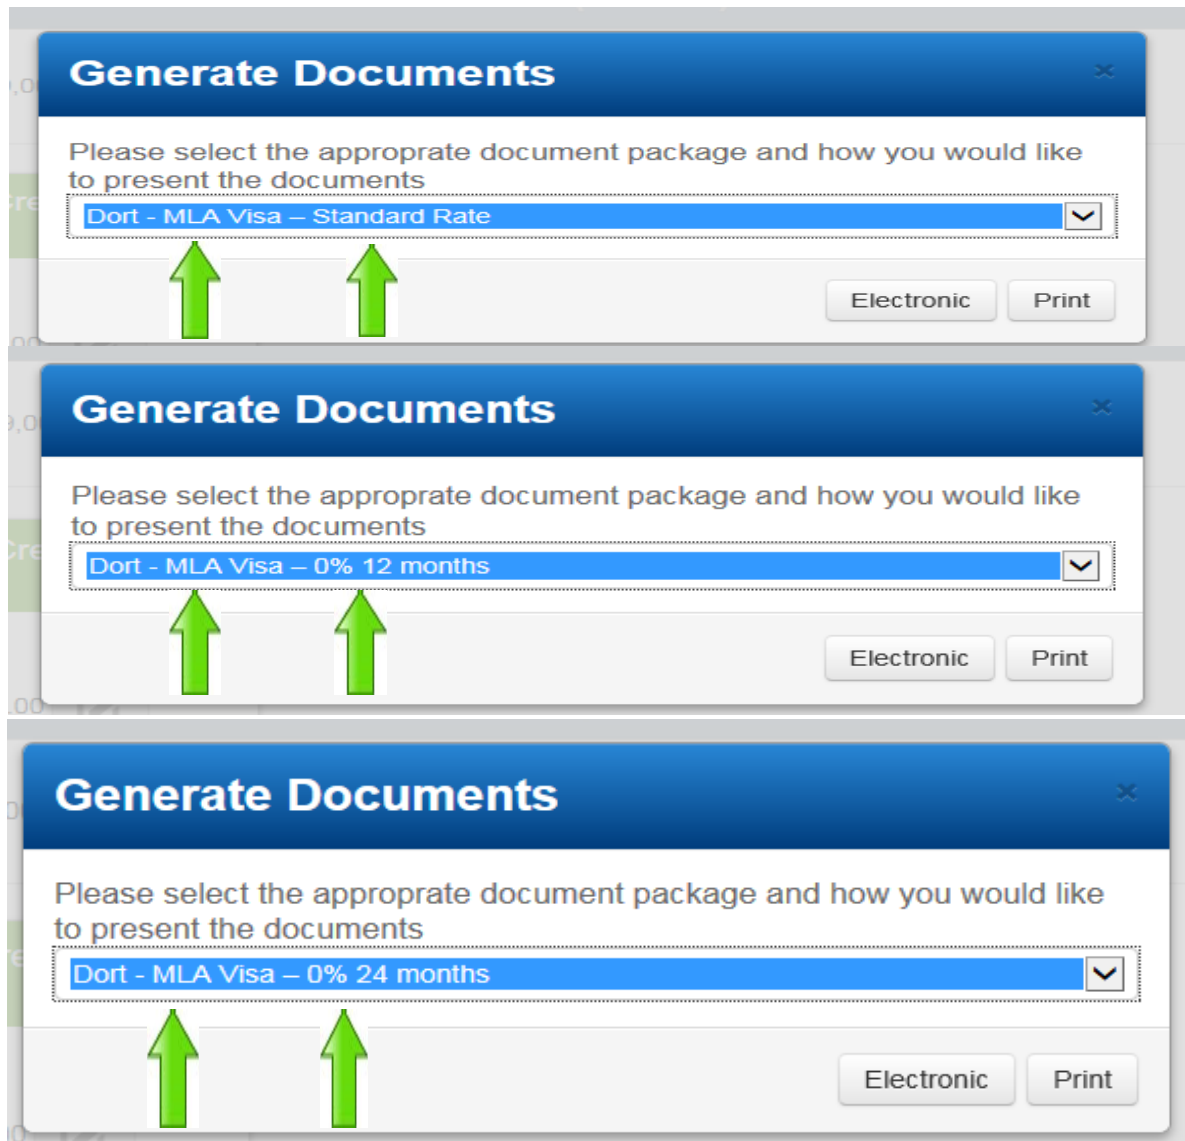 Generate Documents
Please select the approprate document package and how you would like
to present the documents
Dort - MLA Visa – Standard Rate
Electronic Print
Generate Documents
Please select the approprate document package and how you would like
to present the documents
Dort - MLA Visa – 0% 12 months
Electronic Print
.00
Generate Documents
Please select the approprate document package and how you would like
to present the documents
Dort - MLA Visa – 0% 24 months
Electronic Print